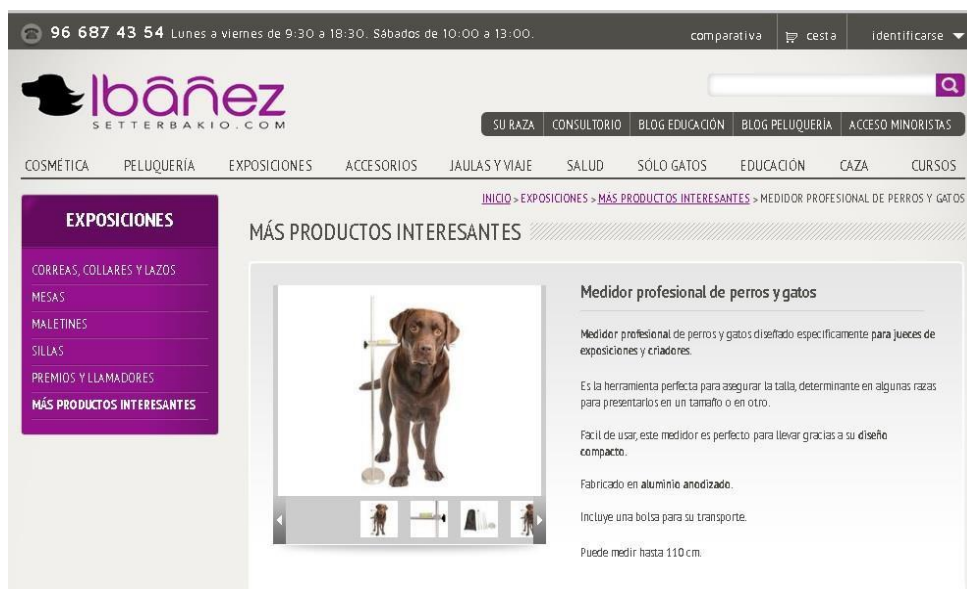 96 687 43 54 Lunes a viernes de 9:30 a 18:30. Sábados de 10:00 a 13:00.
comparativa
cesta
identificarse
Ibâñez
SETTERBAKIO.COM
SU RAZA
CONSULTORIO
BLOG EDUCACIÓN
BLOG PELUQUERÍA
ACCESO MINORISTAS
COSMÉTICA
PELUQUERÍA
EXPOSICIONES
ACCESORIOS
JAULAS Y VIAJE
SALUD
SÓLO GATOS
EDUCACIÓN
CAZA
CURSOS
INICIO > EXPOSICIONES > MÁS PRODUCTOS INTERESANTES > MEDIDOR PROFESIONAL DE PERROS Y GATOS
EXPOSICIONES
CORREAS, COLLARES Y LAZOS
MESAS
MALETINES
SILLAS
PREMIOS Y LLAMADORES
MÁS PRODUCTOS INTERESANTES
MÁS PRODUCTOS INTERESANTES
Medidor profesional de perros y gatos
Medidor profesional de perros y gatos diseñado específicamente para jueces de
exposiciones y criadores.
Es la herramienta perfecta para asegurar la talla, determinante en algunas razas
para presentarlos en un tamaño o en otro.
Facil de usar, este medidor es perfecto para llevar gracias a su diseño
compacto.
Fabricado en aluminio anodizado.
Incluye una bolsa para su transporte.
Puede medir hasta 110 cm.